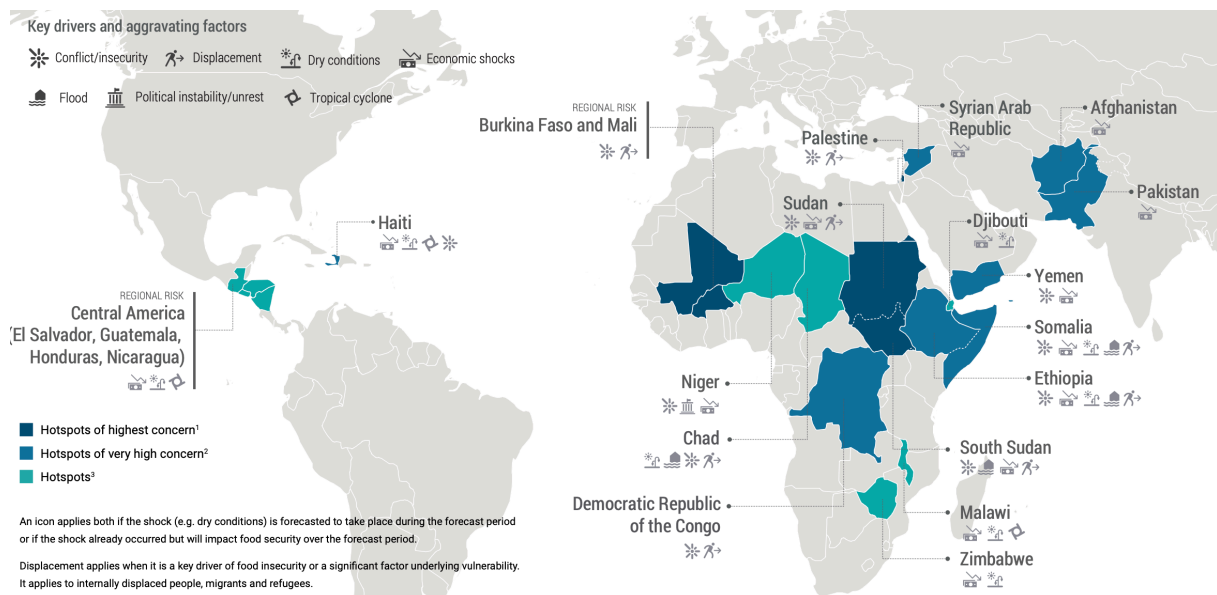 Key drivers and aggravating factors
Conflict/insecurity
Displacement
Dry conditions
Economic shocks
Flood
Political instability/unrest
Tropical cyclone
REGIONAL RISK
Burkina Faso and Mali
Palestine
Syrian Arab
Republic
Afghanistan
Pakistan
Sudan
Djibouti
Haiti
Yemen
REGIONAL RISK
Central America
(El Salvador, Guatemala,
Honduras, Nicaragua)
Somalia
Ethiopia
Niger
Chad
South Sudan
Democratic Republic
of the Congo
Malawi
Zimbabwe
Hotspots of highest concern¹
Hotspots of very high concern²
Hotspots³
An icon applies both if the shock (e.g. dry conditions) is forecasted to take place during the forecast period
or if the shock already occurred but will impact food security over the forecast period.
Displacement applies when it is a key driver of food insecurity or a significant factor underlying vulnerability.
It applies to internally displaced people, migrants and refugees.